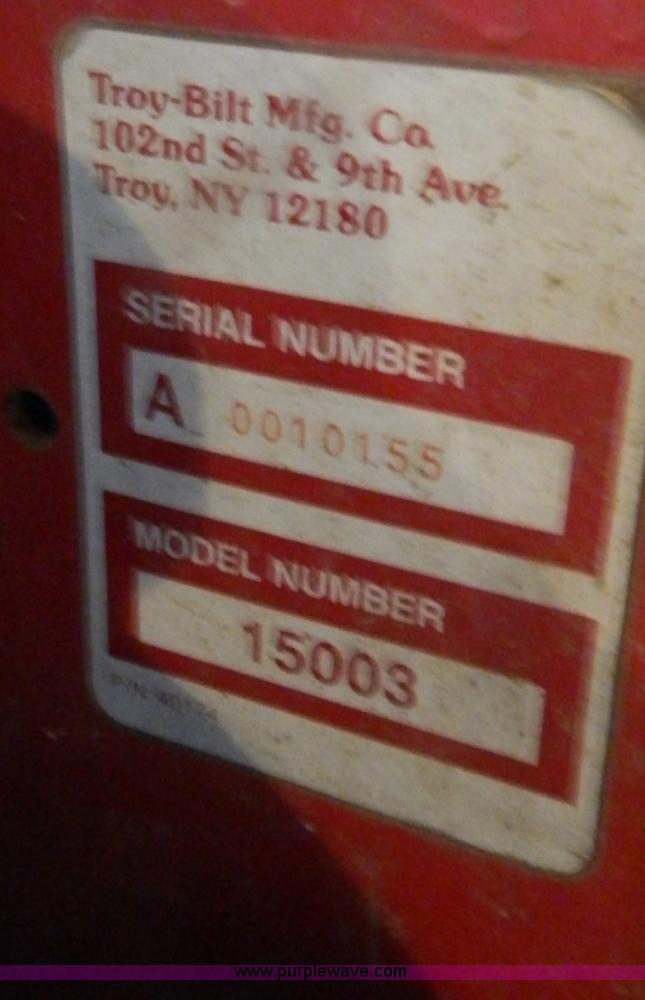 Troy-Bilt Mfg. Co.
102nd St. & 9th Ave.
Troy, NY 12180
SERIAL NUMBER
A 0010155
MODEL NUMBER
15003
P/N
www.purplewave.com